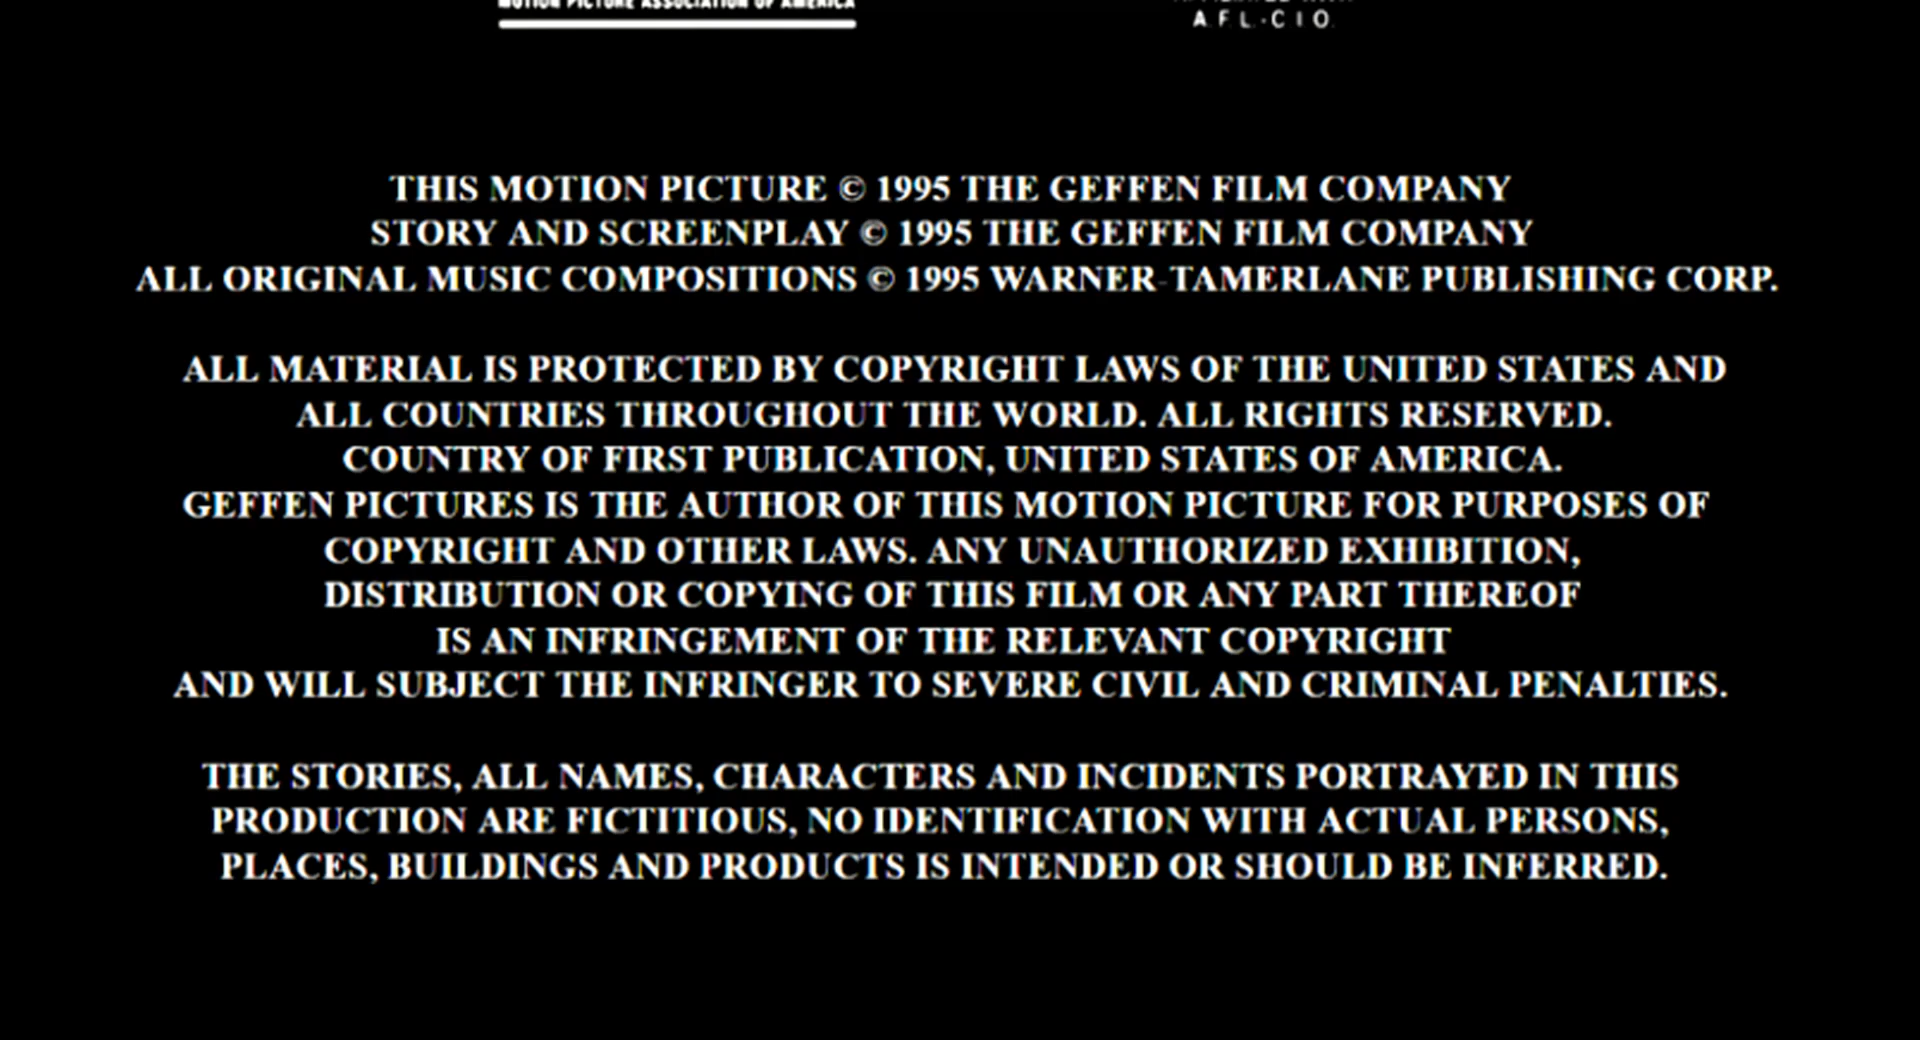 MOTION PICTURE ASSOCIATION OF AMERICA
A.F.L.-C.I.O.
THIS MOTION PICTURE © 1995 THE GEFFEN FILM COMPANY
STORY AND SCREENPLAY © 1995 THE GEFFEN FILM COMPANY
ALL ORIGINAL MUSIC COMPOSITIONS © 1995 WARNER-TAMERLANE PUBLISHING CORP.
ALL MATERIAL IS PROTECTED BY COPYRIGHT LAWS OF THE UNITED STATES AND
ALL COUNTRIES THROUGHOUT THE WORLD. ALL RIGHTS RESERVED.
COUNTRY OF FIRST PUBLICATION, UNITED STATES OF AMERICA.
GEFFEN PICTURES IS THE AUTHOR OF THIS MOTION PICTURE FOR PURPOSES OF
COPYRIGHT AND OTHER LAWS. ANY UNAUTHORIZED EXHIBITION,
DISTRIBUTION OR COPYING OF THIS FILM OR ANY PART THEREOF
IS AN INFRINGEMENT OF THE RELEVANT COPYRIGHT
AND WILL SUBJECT THE INFRINGER TO SEVERE CIVIL AND CRIMINAL PENALTIES.
THE STORIES, ALL NAMES, CHARACTERS AND INCIDENTS PORTRAYED IN THIS
PRODUCTION ARE FICTITIOUS, NO IDENTIFICATION WITH ACTUAL PERSONS,
PLACES, BUILDINGS AND PRODUCTS IS INTENDED OR SHOULD BE INFERRED.